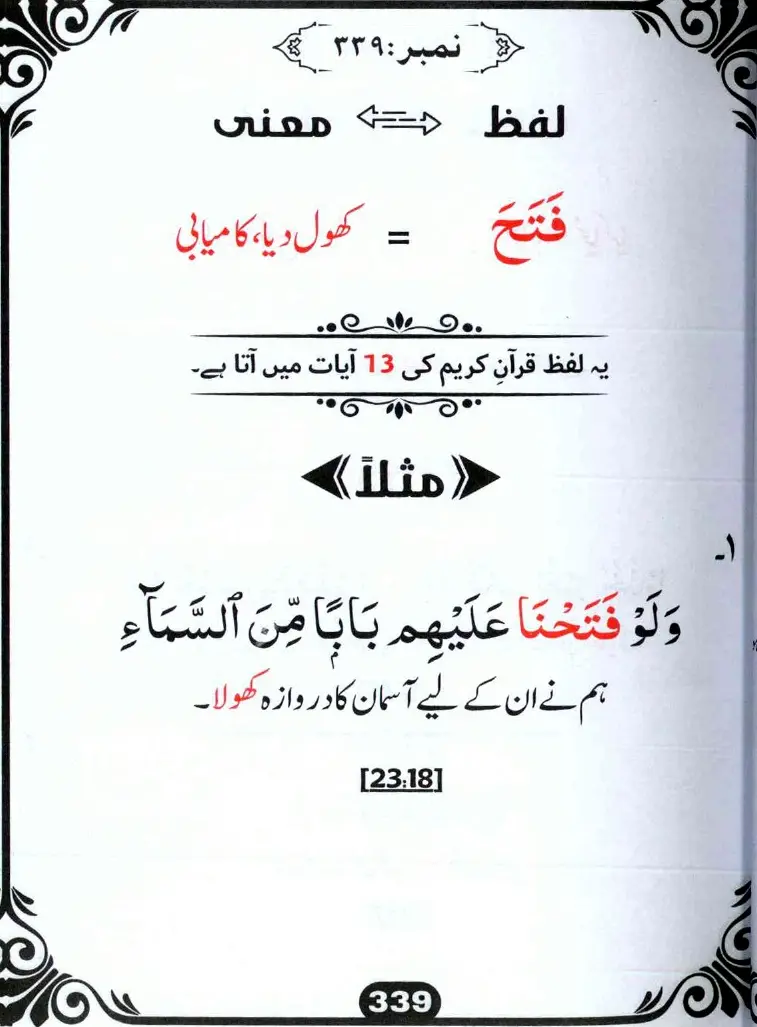 نمبر:۳۳۹
لفظ معنی
فَتَحَ = کھول دیا، کامیابی
یہ لفظ قرآنِ کریم کی 13 آیات میں آتا ہے۔
مثلاً
۱۔
وَلَوْ فَتَحْنَا عَلَيْهِم بَابًا مِّنَ ٱلسَّمَآءِ
ہم نے ان کے لیے آسمان کا دروازہ کھولا۔
[23:18]
339